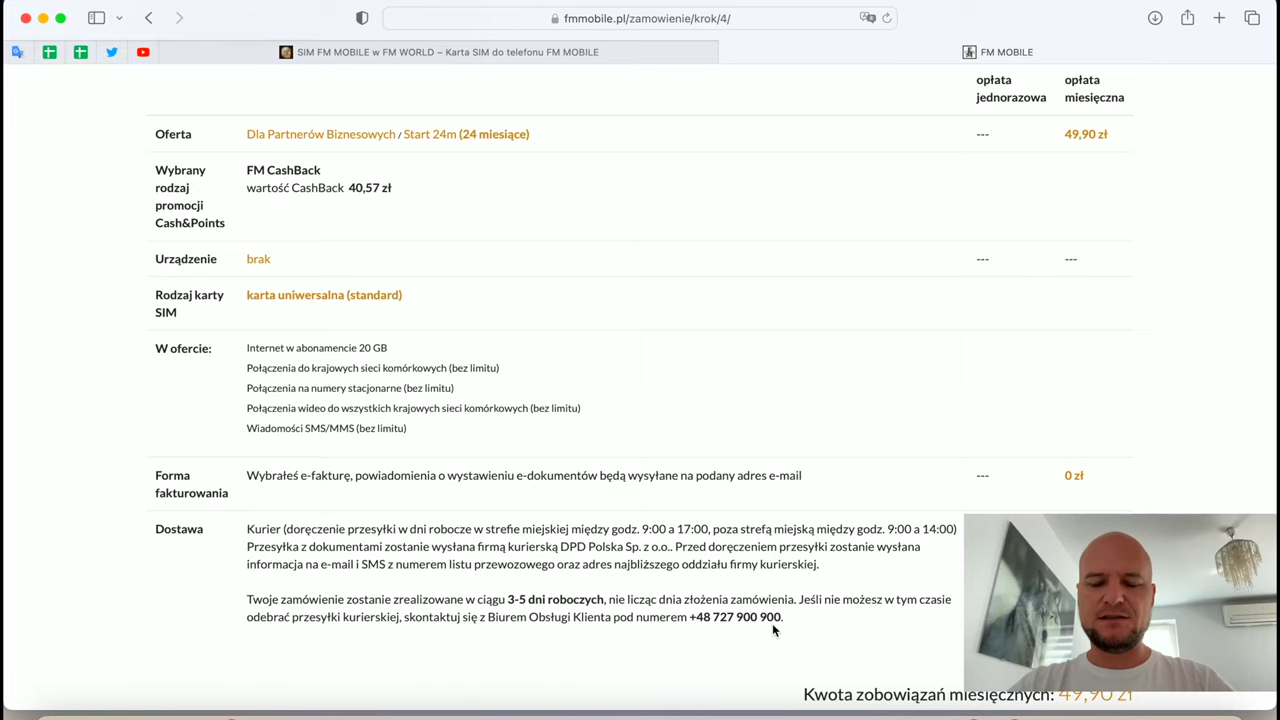 fmmobile.pl/zamowienie/krok/4/
SIM FM MOBILE w FM WORLD – Karta SIM do telefonu FM MOBILE
FM MOBILE
opłata jednorazowa
opłata miesięczna
Oferta
Dla Partnerów Biznesowych / Start 24m (24 miesiące)
---
49,90 zł
Wybrany
rodzaj
promocji
Cash&Points
FM CashBack
wartość CashBack 40,57 zł
Urządzenie
brak
---
---
Rodzaj karty
SIM
karta uniwersalna (standard)
W ofercie:
Internet w abonamencie 20 GB
Połączenia do krajowych sieci komórkowych (bez limitu)
Połączenia na numery stacjonarne (bez limitu)
Połączenia wideo do wszystkich krajowych sieci komórkowych (bez limitu)
Wiadomości SMS/MMS (bez limitu)
Forma
fakturowania
Wybrałeś e-fakturę, powiadomienia o wystawieniu e-dokumentów będą wysyłane na podany adres e-mail
---
0 zł
Dostawa
Kurier (doręczenie przesyłki w dni robocze w strefie miejskiej między godz. 9:00 a 17:00, poza strefą miejską między godz. 9:00 a 14:00)
Przesyłka z dokumentami zostanie wysłana firmą kurierską DPD Polska Sp. z o.o.. Przed doręczeniem przesyłki zostanie wysłana
informacja na e-mail i SMS z numerem listu przewozowego oraz adres najbliższego oddziału firmy kurierskiej.
Twoje zamówienie zostanie zrealizowane w ciągu 3-5 dni roboczych, nie licząc dnia złożenia zamówienia. Jeśli nie możesz w tym czasie
odebrać przesyłki kurierskiej, skontaktuj się z Biurem Obsługi Klienta pod numerem +48 727 900 900.
Kwota zobowiązań miesięcznych: 49,90 zł